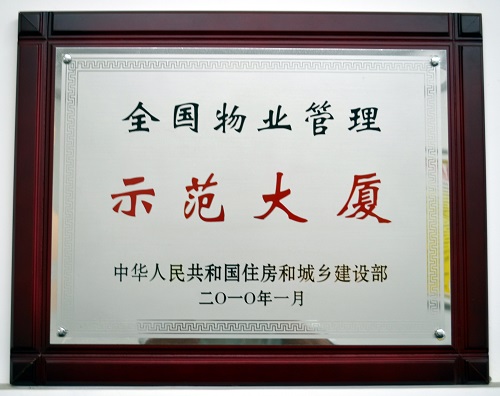 全国物业管理
示范大厦
中华人民共和国住房和城乡建设部
二〇一〇年一月